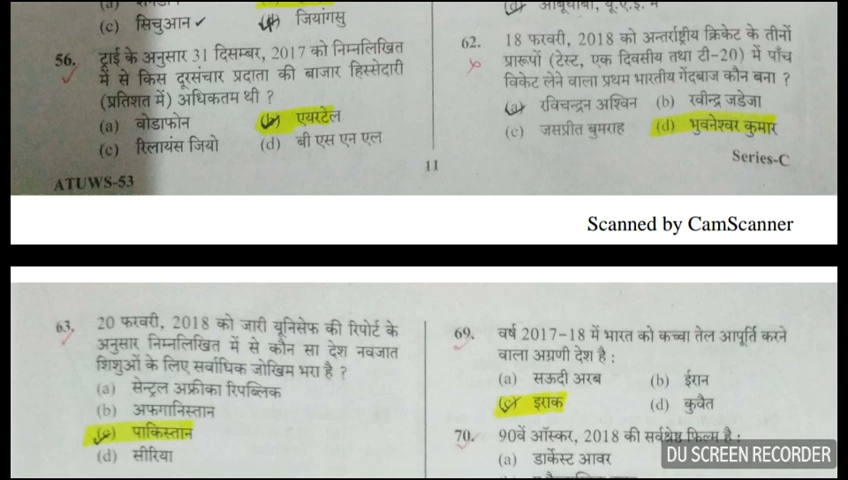 (c) सिचुआन
जियांगसु
56. ट्राई के अनुसार 31 दिसम्बर, 2017 को निम्नलिखित
में से किस दूरसंचार प्रदाता की बाजार हिस्सेदारी
(प्रतिशत में) अधिकतम थी ?
(a) वोडाफोन
(b) एयरटेल
(c) रिलायंस जियो
(d) बी एस एन एल
ATUWS-53
62. 18 फरवरी, 2018 को अन्तर्राष्ट्रीय क्रिकेट के तीनों
प्रारूपों (टेस्ट, एक दिवसीय तथा टी-20) में पाँच
विकेट लेने वाला प्रथम भारतीय गेंदबाज कौन बना ?
(a) रविचन्द्रन अश्विन (b) रवीन्द्र जडेजा
(c) जसप्रीत बुमराह (d) भुवनेश्वर कुमार
11
Series-C
Scanned by CamScanner
63. 20 फरवरी, 2018 को जारी यूनिसेफ की रिपोर्ट के
अनुसार निम्नलिखित में से कौन सा देश नवजात
शिशुओं के लिए सर्वाधिक जोखिम भरा है ?
(a) सेन्ट्रल अफ्रीका रिपब्लिक
(b) अफगानिस्तान
(c) पाकिस्तान
(d) सीरिया
69. वर्ष 2017-18 में भारत को कच्चा तेल आपूर्ति करने
वाला अग्रणी देश है :
(a) सऊदी अरब (b) ईरान
(c) इराक (d) कुवैत
70. 90वें ऑस्कर, 2018 की सर्वश्रेष्ठ फिल्म है :
(a) डार्केस्ट आवर
DU SCREEN RECORDER